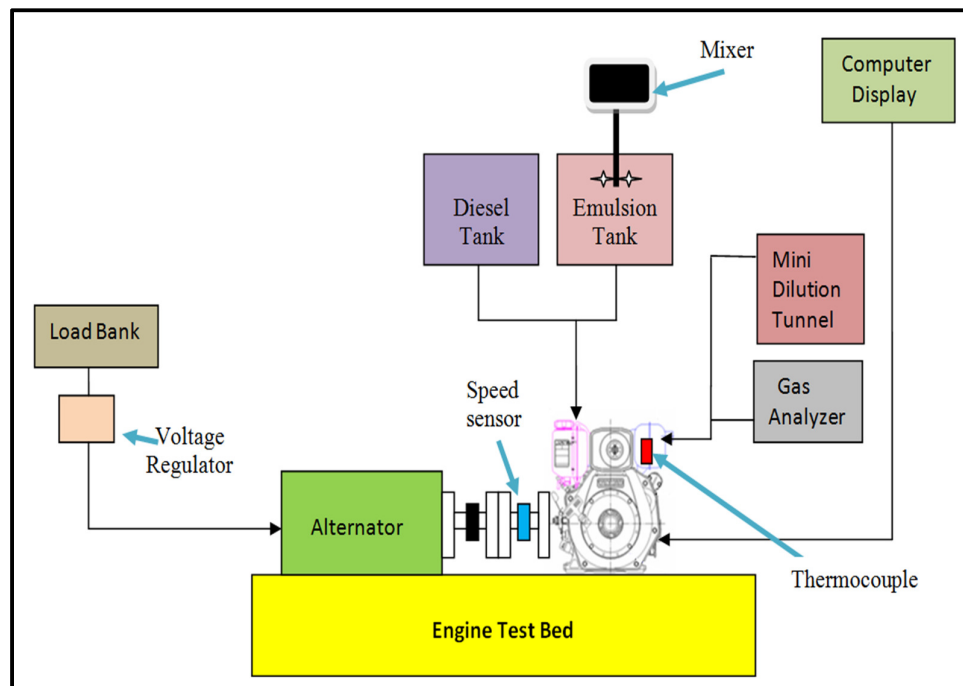 Mixer
Computer
Display
Diesel
Tank
Emulsion
Tank
Mini
Dilution
Tunnel
Load Bank
Gas
Analyzer
Speed
sensor
Voltage
Regulator
Alternator
Thermocouple
Engine Test Bed